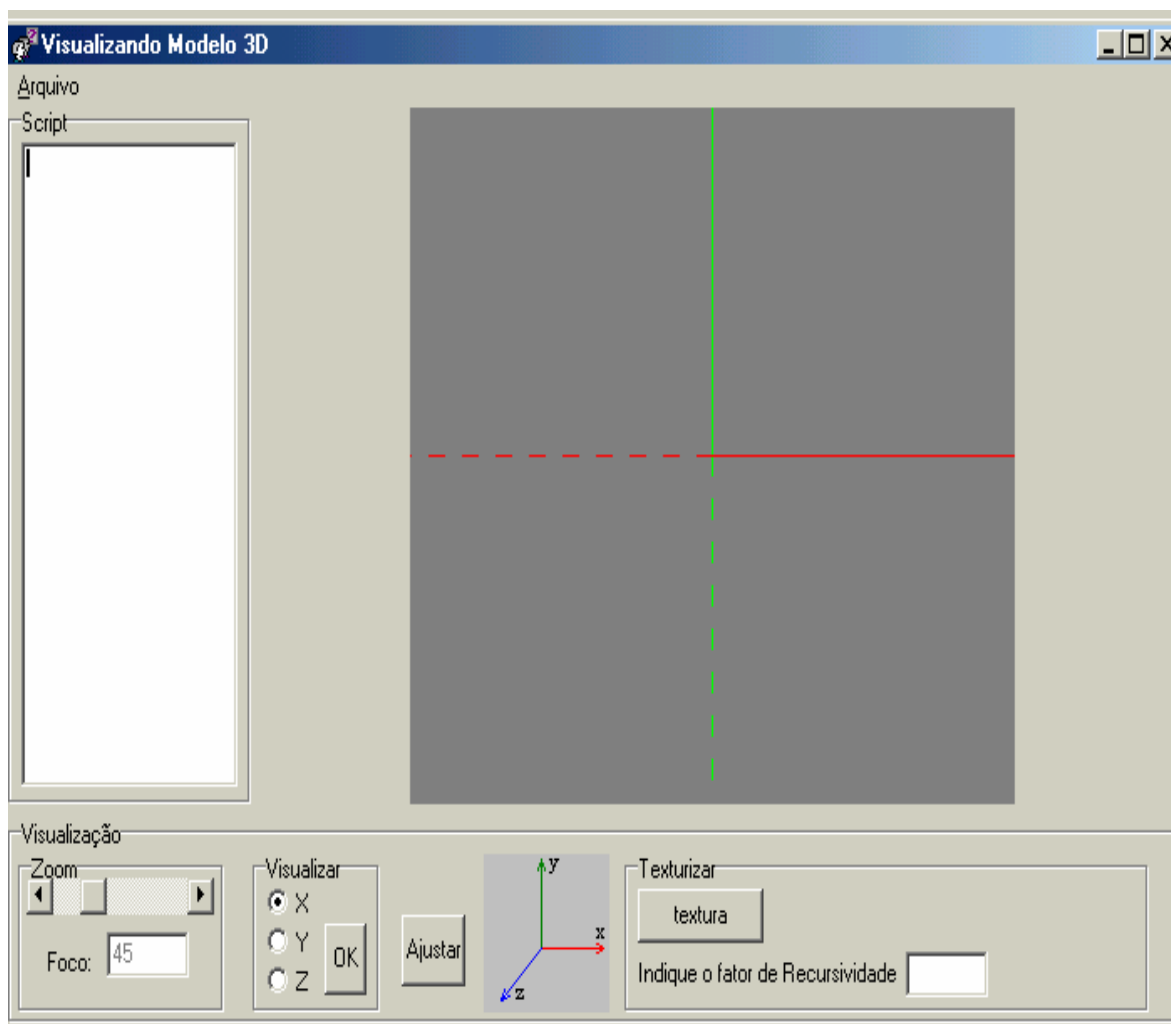 Visualizando Modelo 3D
Arquivo
Script
Visualização
Zoom
Foco: 45
Visualizar
X
Y
Z
OK
Ajustar
y
x
z
Texturizar
textura
Indique o fator de Recursividade